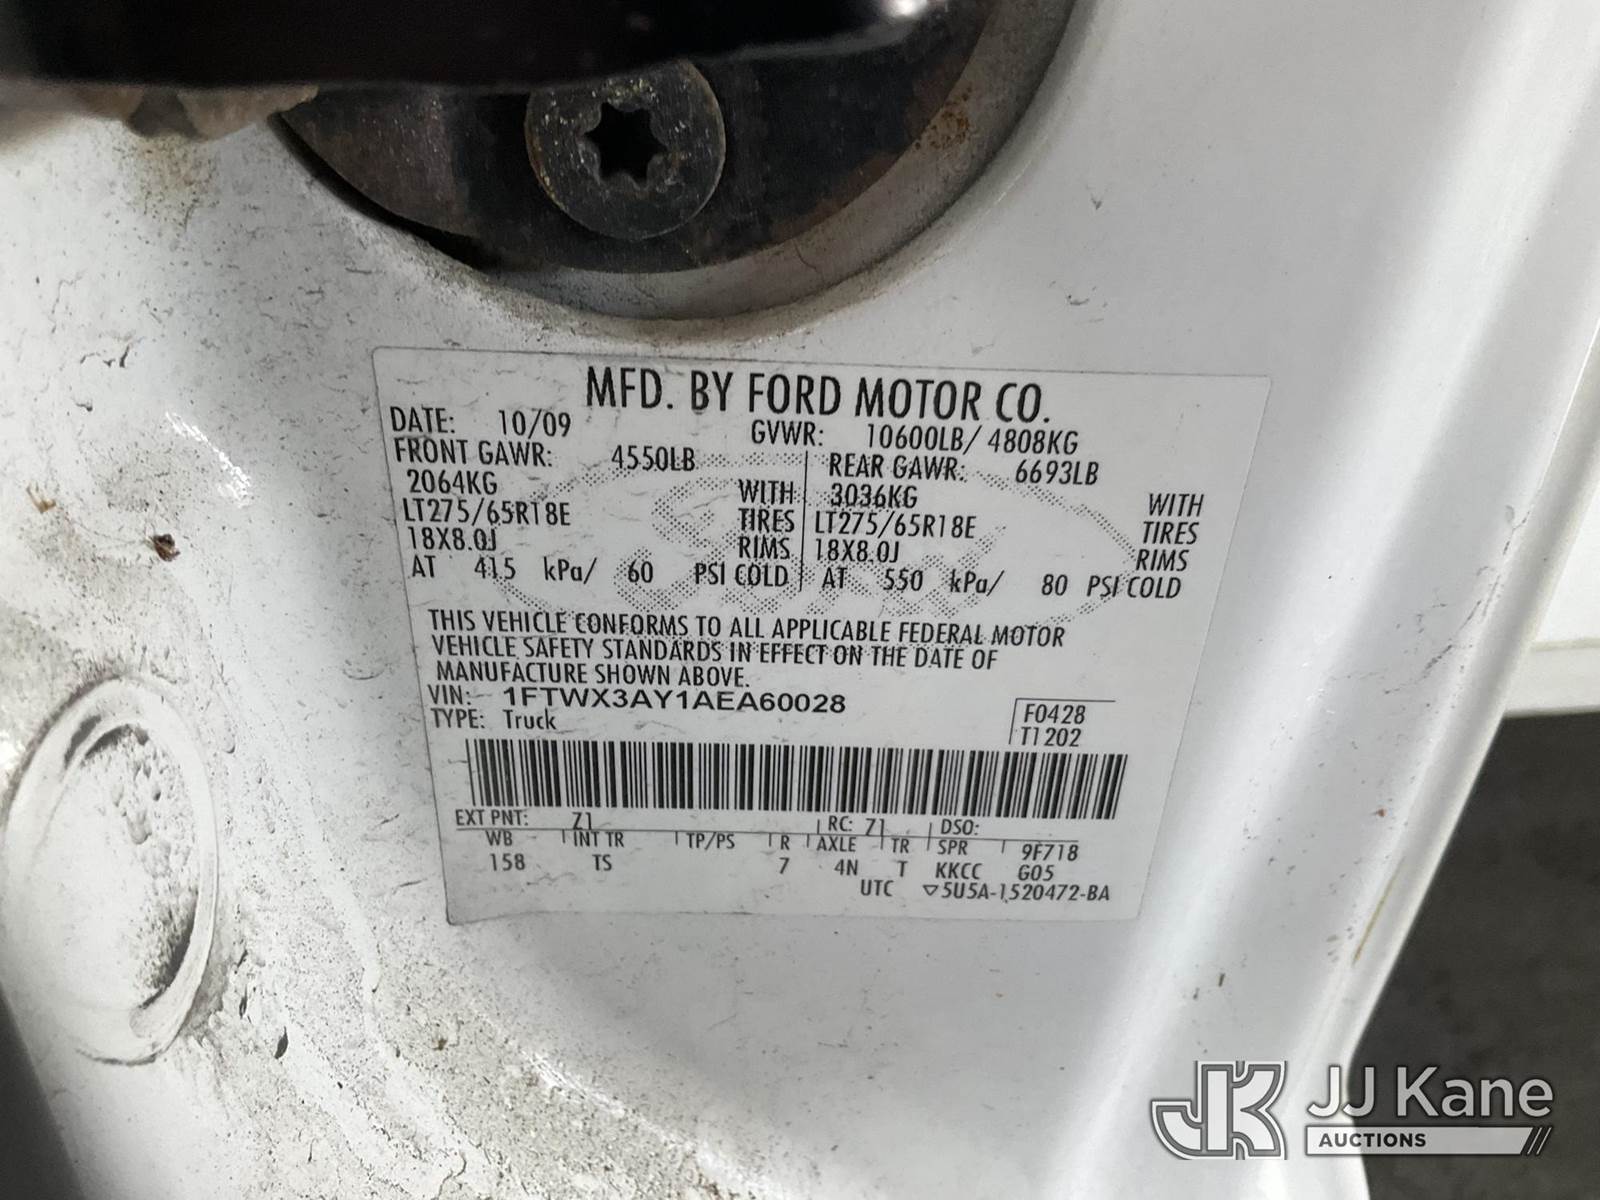 MFD. BY FORD MOTOR CO.
DATE: 10/09 GVWR: 10600LB/ 4808KG
FRONT GAWR: 4550LB REAR GAWR: 6693LB
2064KG WITH 3036KG WITH
LT275/65R18E TIRES LT275/65R18E TIRES
18X8.0J RIMS 18X8.0J RIMS
AT 415 kPa/ 60 PSI COLD AT 550 kPa/ 80 PSI COLD
THIS VEHICLE CONFORMS TO ALL APPLICABLE FEDERAL MOTOR
VEHICLE SAFETY STANDARDS IN EFFECT ON THE DATE OF
MANUFACTURE SHOWN ABOVE.
VIN: 1FTWX3AY1AEA60028
TYPE: Truck
F0428
T1202
EXT PNT: Z1 RC: 71 DSO:
WB INT TR TP/PS R AXLE TR SPR 9F718
158 TS 7 4N T KKCC G05
UTC ▽5U5A-1520472-BA
JK JJ Kane
AUCTIONS